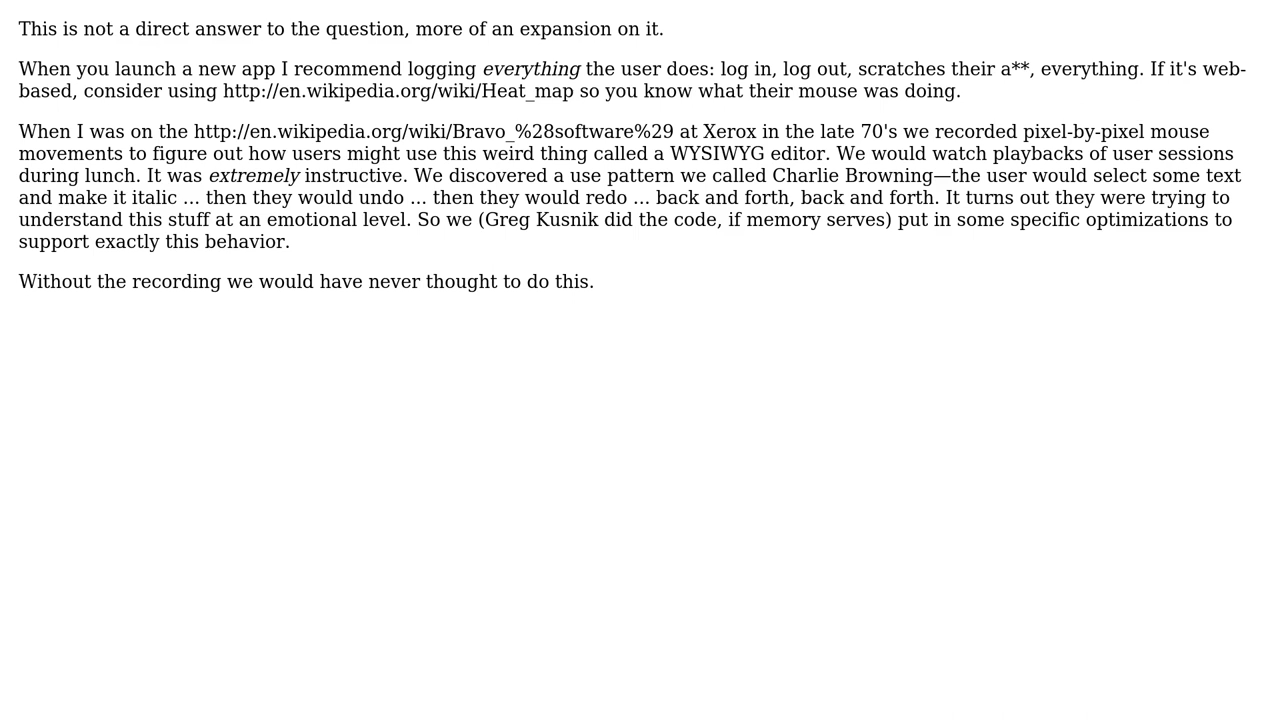 This is not a direct answer to the question, more of an expansion on it.
When you launch a new app I recommend logging everything the user does: log in, log out, scratches their a**, everything. If it's web-
based, consider using http://en.wikipedia.org/wiki/Heat_map so you know what their mouse was doing.
When I was on the http://en.wikipedia.org/wiki/Bravo_%28software%29 at Xerox in the late 70's we recorded pixel-by-pixel mouse
movements to figure out how users might use this weird thing called a WYSIWYG editor. We would watch playbacks of user sessions
during lunch. It was extremely instructive. We discovered a use pattern we called Charlie Browning—the user would select some text
and make it italic ... then they would undo ... then they would redo ... back and forth, back and forth. It turns out they were trying to
understand this stuff at an emotional level. So we (Greg Kusnik did the code, if memory serves) put in some specific optimizations to
support exactly this behavior.
Without the recording we would have never thought to do this.